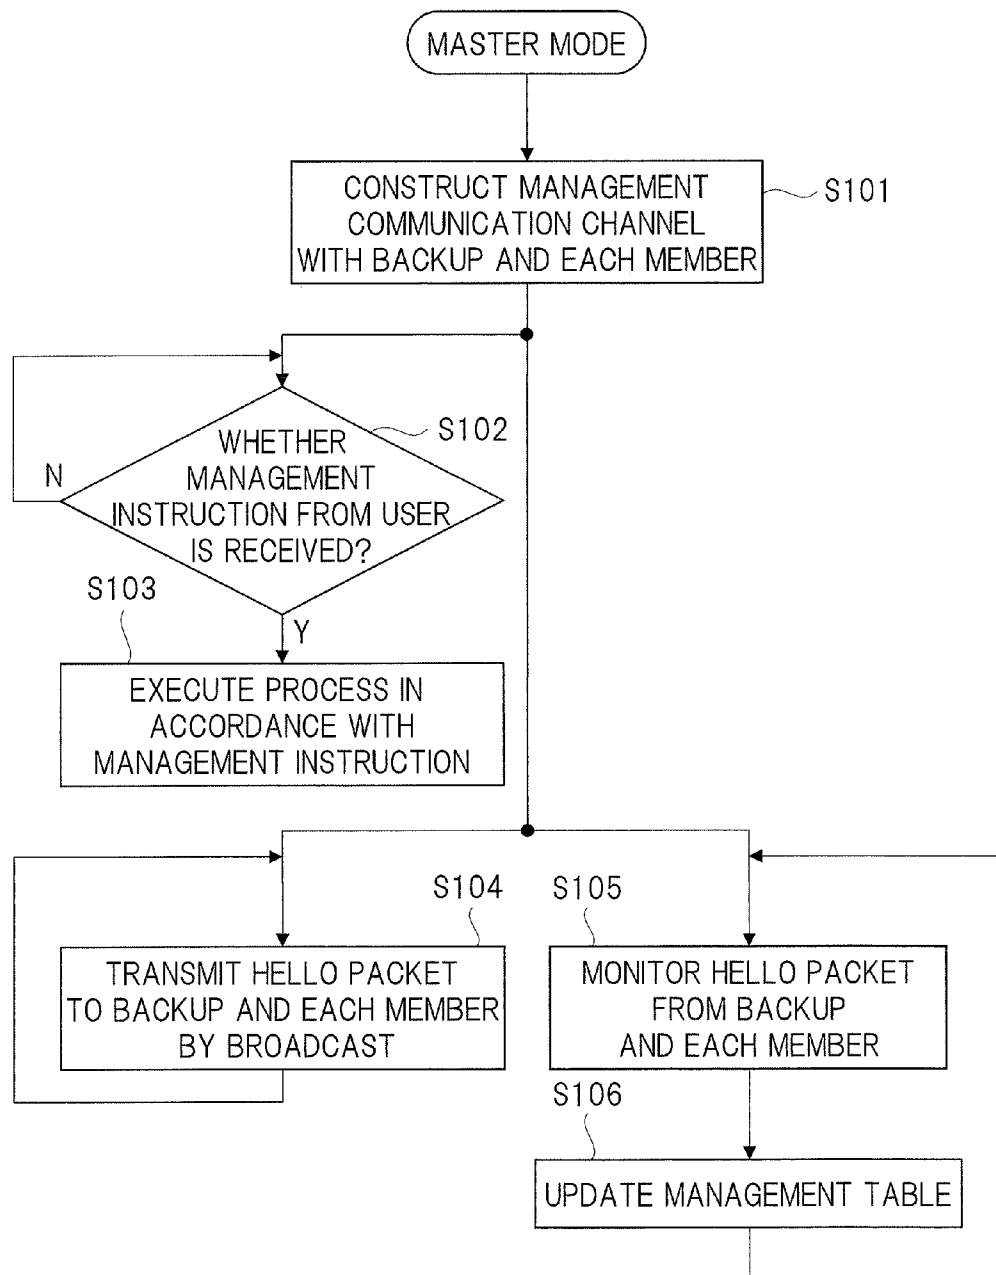 MASTER MODE
CONSTRUCT MANAGEMENT
COMMUNICATION CHANNEL
WITH BACKUP AND EACH MEMBER
S101
WHETHER
MANAGEMENT
INSTRUCTION FROM USER
IS RECEIVED?
S102
N
Y
S103
EXECUTE PROCESS IN
ACCORDANCE WITH
MANAGEMENT INSTRUCTION
S104
TRANSMIT HELLO PACKET
TO BACKUP AND EACH MEMBER
BY BROADCAST
S105
MONITOR HELLO PACKET
FROM BACKUP
AND EACH MEMBER
S106
UPDATE MANAGEMENT TABLE